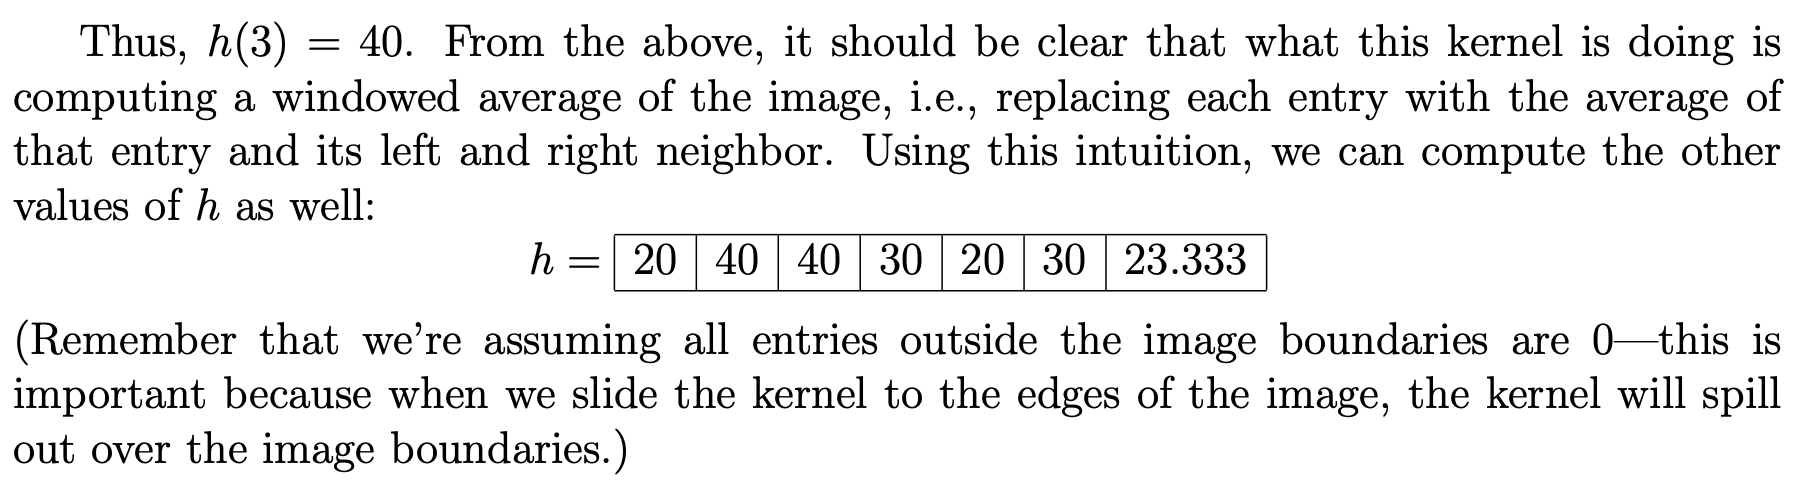 Thus, h(3) = 40. From the above, it should be clear that what this kernel is doing is
computing a windowed average of the image, i.e., replacing each entry with the average of
that entry and its left and right neighbor. Using this intuition, we can compute the other
values of h as well:
h = 20 40 40 30 20 30 23.333
(Remember that we're assuming all entries outside the image boundaries are 0—this is
important because when we slide the kernel to the edges of the image, the kernel will spill
out over the image boundaries.)